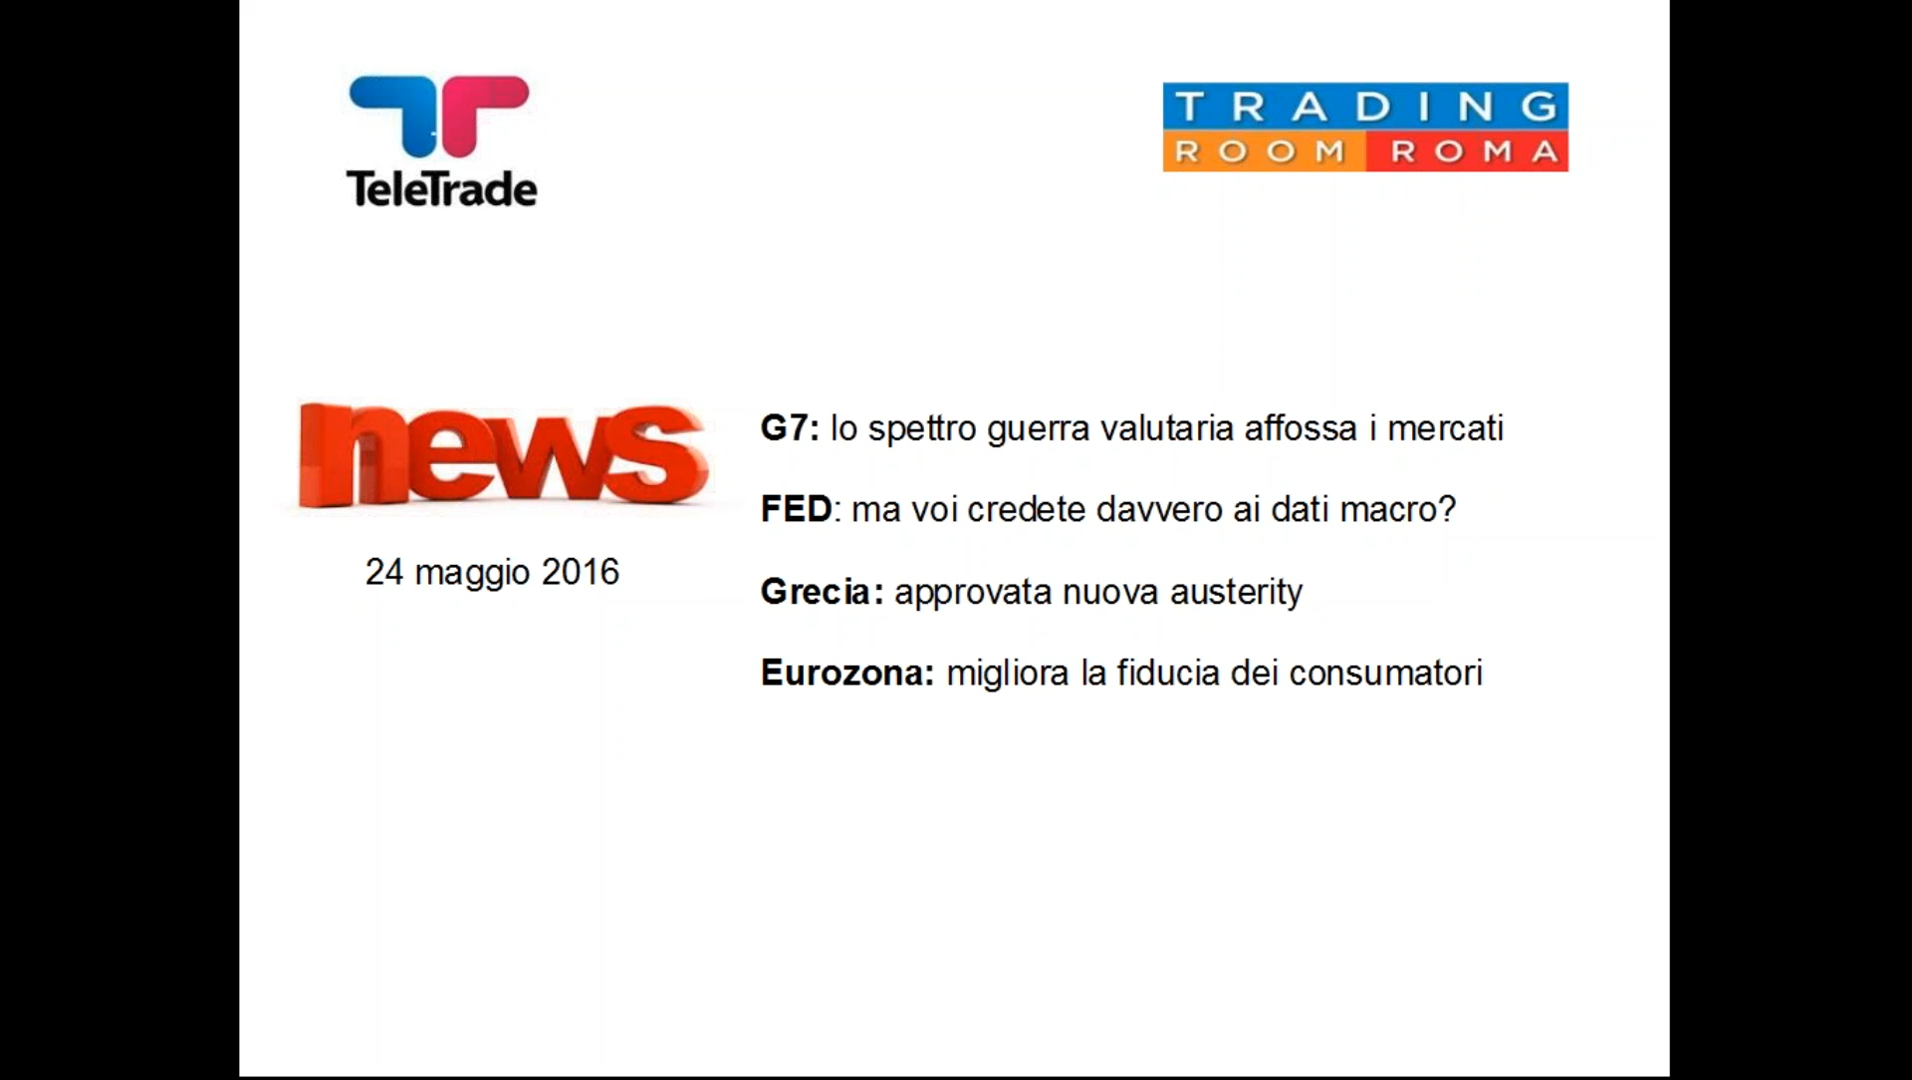 TeleTrade
TRADING
ROOM ROMA
news
24 maggio 2016
G7: lo spettro guerra valutaria affossa i mercati
FED: ma voi credete davvero ai dati macro?
Grecia: approvata nuova austerity
Eurozona: migliora la fiducia dei consumatori